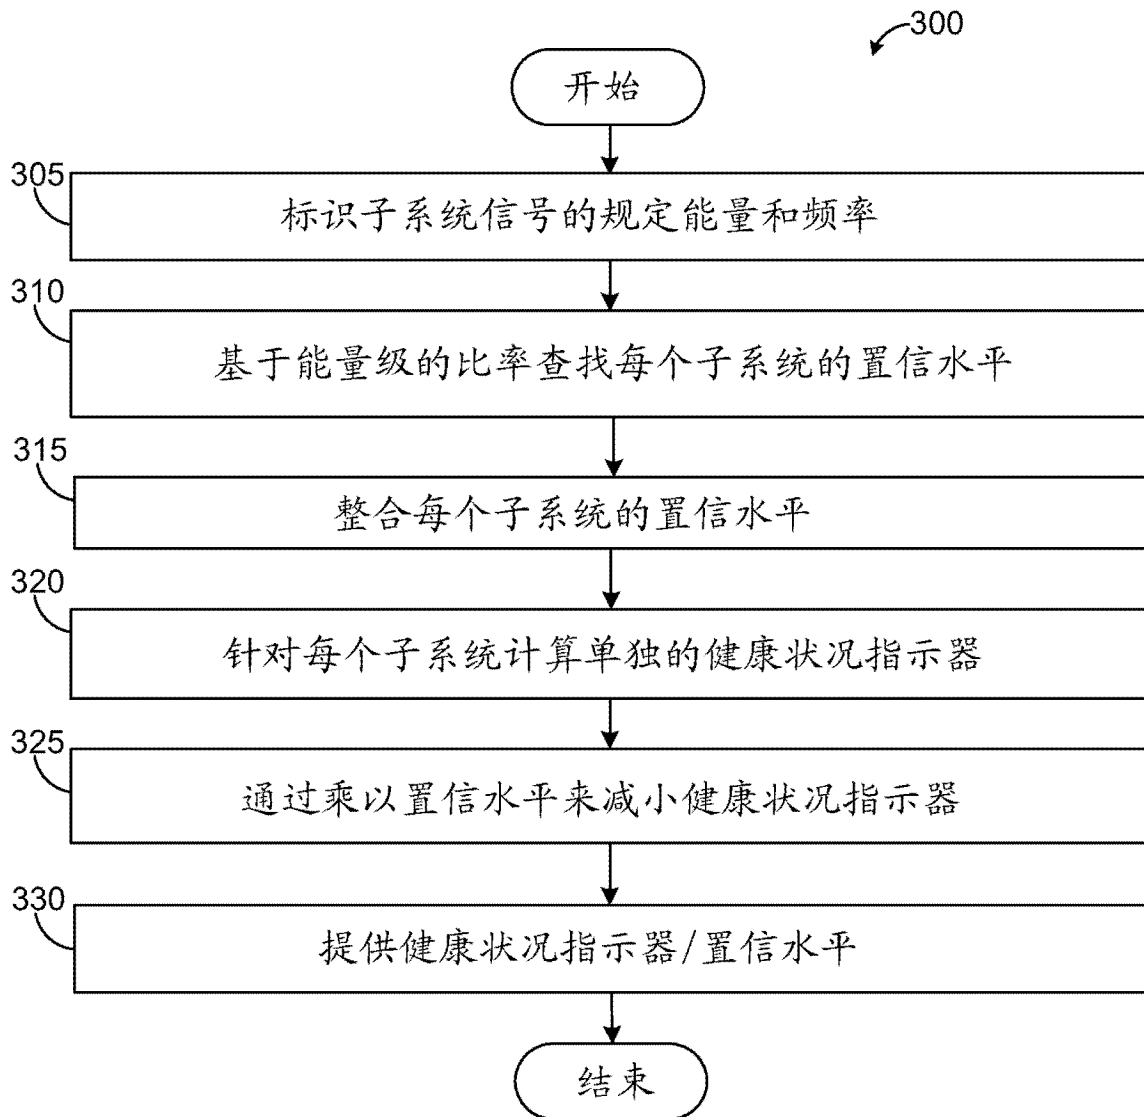 300
开始
305
标识子系统信号的规定能量和频率
310
基于能量级的比率查找每个子系统的置信水平
315
整合每个子系统的置信水平
320
针对每个子系统计算单独的健康状况指示器
325
通过乘以置信水平来减小健康状况指示器
330
提供健康状况指示器/置信水平
结束